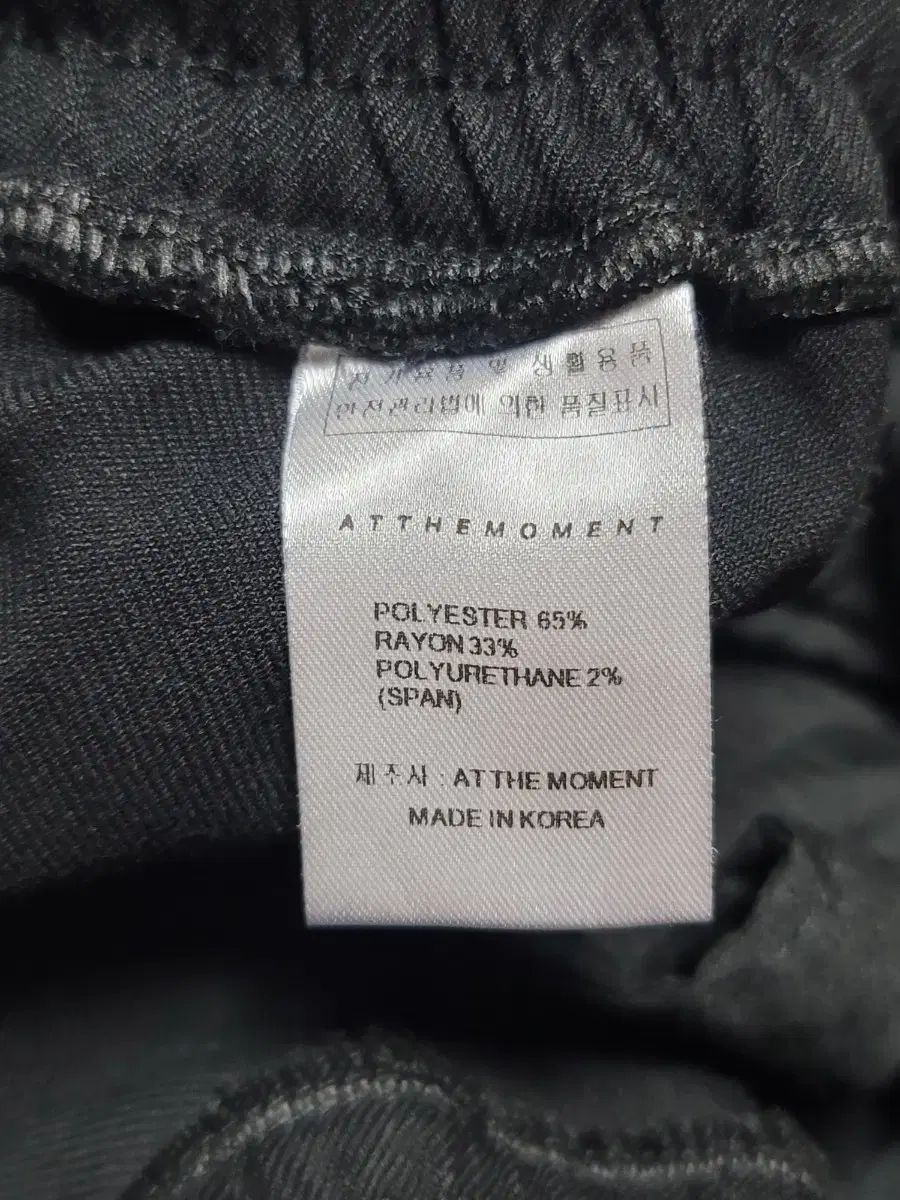 전기용품 및 생활용품
안전관리법에 의한 품질표시
ATTHEMOMENT
POLYESTER 65%
RAYON 33%
POLYURETHANE 2%
(SPAN)
제조사 : AT THE MOMENT
MADE IN KOREA